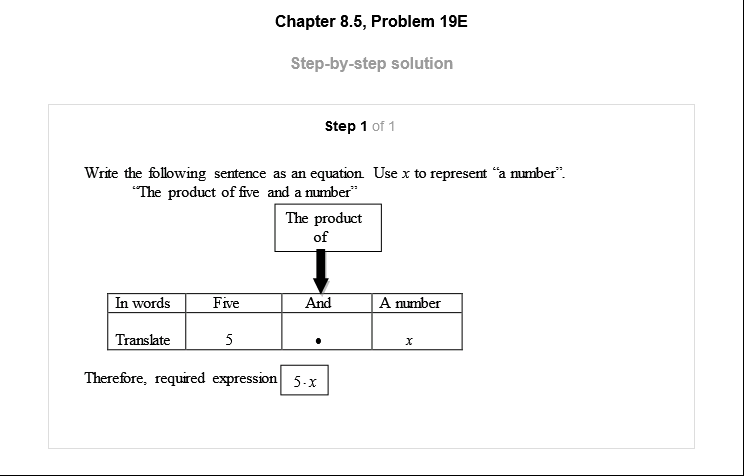 Chapter 8.5, Problem 19E
Step-by-step solution
Step 1 of 1
Write the following sentence as an equation. Use x to represent “a number”.
“The product of five and a number”
The product
of
In words Five And A number
Translate 5 • x
Therefore, required expression 5·x